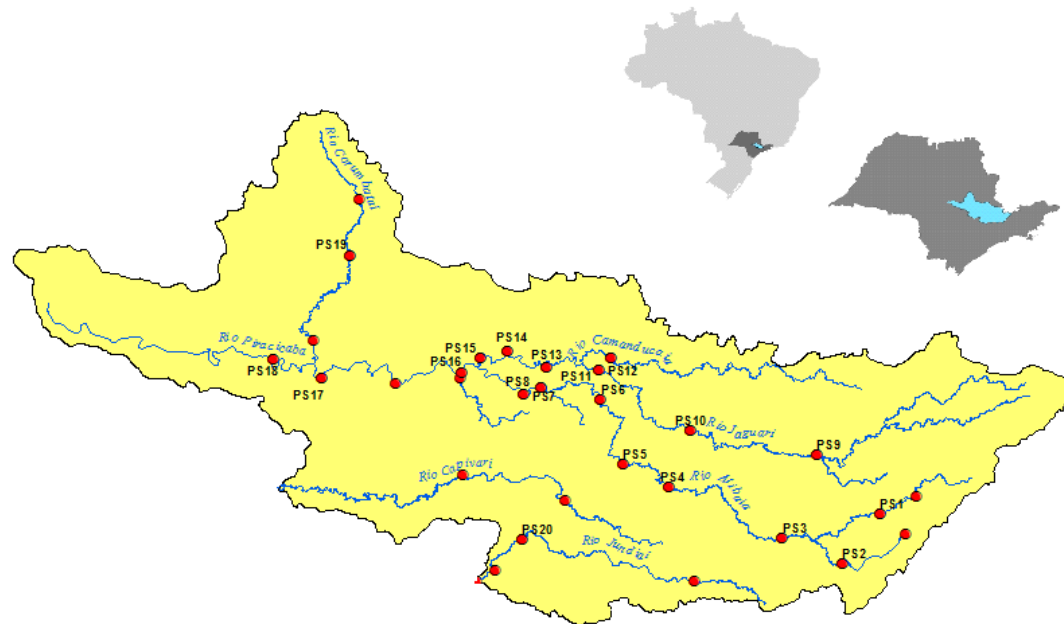 Rio Corumbataí
PS19
PS14
PS15
PS13
Rio Camanducaia
Rio Piracicaba
PS18
PS16
PS11
PS12
PS17
PS8
PS7
PS6
PS10
Rio Jaguari
PS9
PS5
Rio Capivari
PS4
Rio Atibaia
PS1
PS20
PS3
Rio Jundiaí
PS2